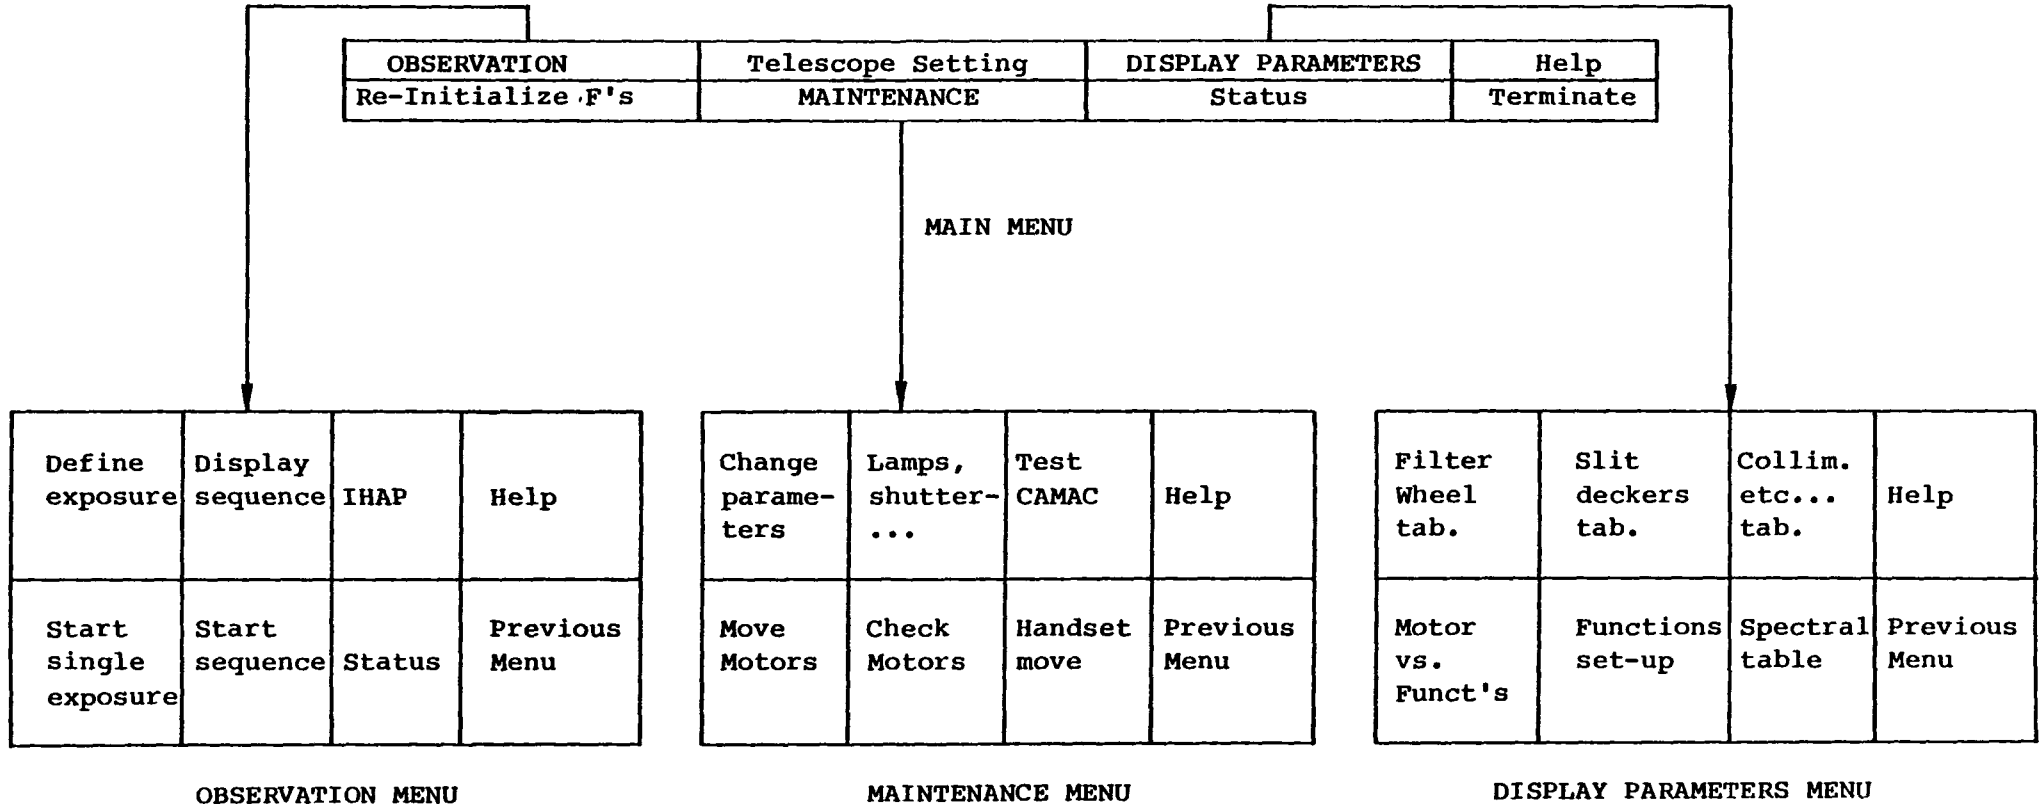 OBSERVATION Telescope Setting DISPLAY PARAMETERS Help
Re-Initialize F's MAINTENANCE Status Terminate
MAIN MENU
Define
exposure
Display
sequence
IHAP
Help
Start
single
exposure
Start
sequence
Status
Previous
Menu
OBSERVATION MENU
Change
parame-
ters
Lamps,
shutter-
...
Test
CAMAC
Help
Move
Motors
Check
Motors
Handset
move
Previous
Menu
MAINTENANCE MENU
Filter
Wheel
tab.
Slit
deckers
tab.
Collim.
etc...
tab.
Help
Motor
vs.
Funct's
Functions
set-up
Spectral
table
Previous
Menu
DISPLAY PARAMETERS MENU